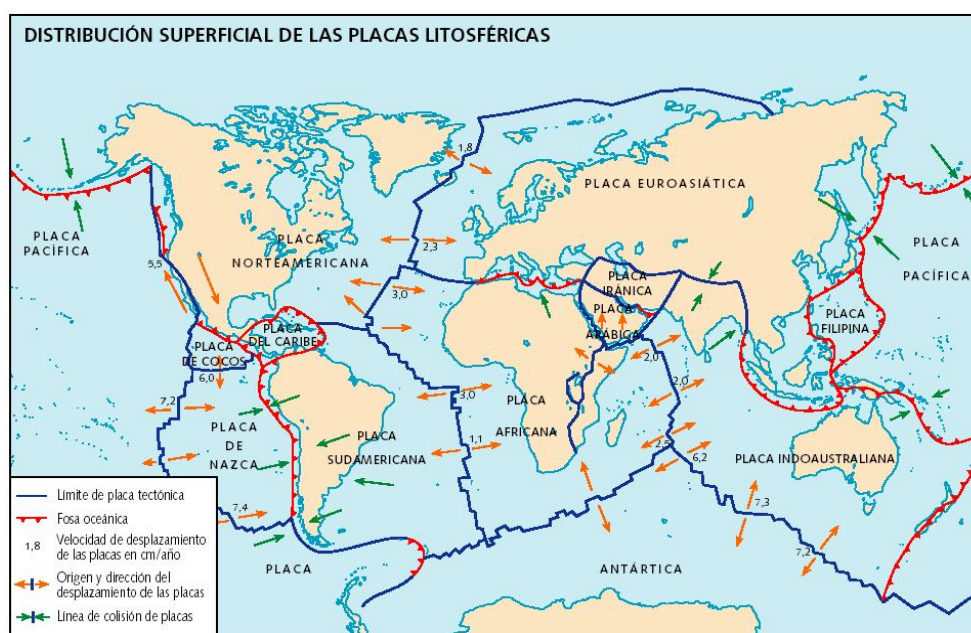 DISTRIBUCIÓN SUPERFICIAL DE LAS PLACAS LITOSFÉRICAS
1,8
PLACA EUROASIÁTICA
PLACA
PACÍFICA
PLACA
NORTEAMERICANA
2,3
PLACA
PACÍFICA
5,5
3,0
PLACA
IRÁNICA
PLACA
ARÁBIGA
PLACA
FILIPINA
PLACA
DEL CARIBE
PLACA
DE COCOS
6,0
2,0
2,0
7,2
3,0
PLACA
AFRICANA
PLACA
DE
NAZCA
PLACA
SUDAMERICANA
1,1
2,5
6,2
PLACA INDOAUSTRALIANA
7,4
7,3
7,2
PLACA
ANTÁRTICA
Límite de placa tectónica
Fosa oceánica
1,8
Velocidad de desplazamiento
de las placas en cm/año
Origen y dirección del
desplazamiento de las placas
Línea de colisión de placas